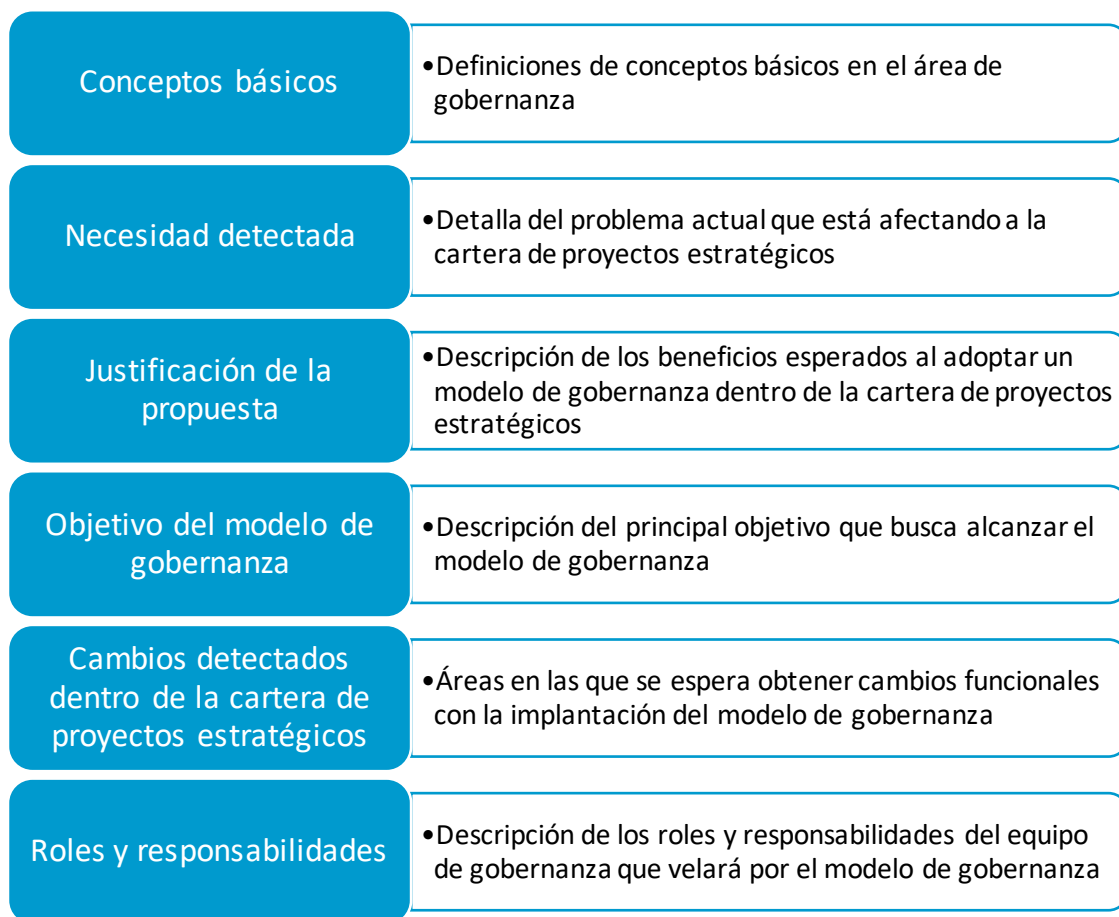 Conceptos básicos
•Definiciones de conceptos básicos en el área de
gobernanza
Necesidad detectada
•Detalla del problema actual que está afectando a la
cartera de proyectos estratégicos
Justificación de la
propuesta
•Descripción de los beneficios esperados al adoptar un
modelo de gobernanza dentro de la cartera de proyectos
estratégicos
Objetivo del modelo de
gobernanza
•Descripción del principal objetivo que busca alcanzar el
modelo de gobernanza
Cambios detectados
dentro de la cartera de
proyectos estratégicos
•Áreas en las que se espera obtener cambios funcionales
con la implantación del modelo de gobernanza
Roles y responsabilidades
•Descripción de los roles y responsabilidades del equipo
de gobernanza que velará por el modelo de gobernanza